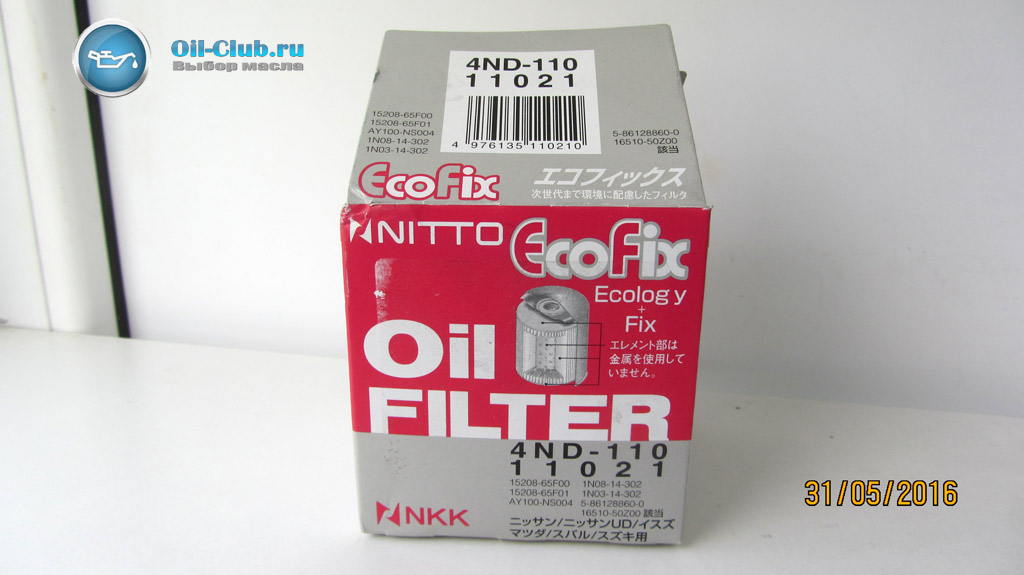 Oil-Club.ru
Выбор масла
4ND-110
11021
15208-65F00
15208-65F01
AY100-NS004
1N08-14-302
1N03-14-302
4 976135 110210
5-86128860-0
16510-50Z00
該当
EcoFix
エコフィックス
次世代まで環境に配慮したフィルタ
NITTO
EcoFix
Ecology
+
Fix
エレメント部は
金属を使用して
いません。
Oil
FILTER
4ND-110
11021
15208-65F00 1N08-14-302
15208-65F01 1N03-14-302
AY100-NS004 5-86128860-0
16510-50Z00 該当
NKK
ニッサン/ニッサンUD/イスズ
マツダ/スバル/スズキ用
31/05/2016